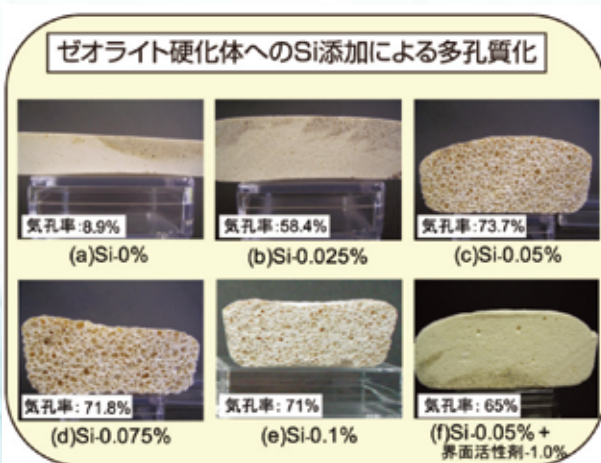 ゼオライト硬化体へのSi添加による多孔質化
気孔率:8.9%
気孔率:58.4%
気孔率:73.7%
(a)Si-0%
(b)Si-0.025%
(c)Si-0.05%
気孔率:71.8%
気孔率:71%
気孔率:65%
(d)Si-0.075%
(e)Si-0.1%
(f)Si-0.05%+
界面活性剤-1.0%